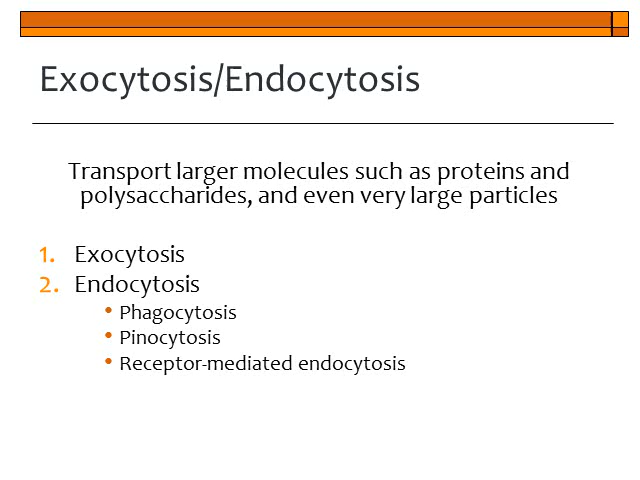 Exocytosis/Endocytosis
Transport larger molecules such as proteins and
polysaccharides, and even very large particles
1. Exocytosis
2. Endocytosis
• Phagocytosis
• Pinocytosis
• Receptor-mediated endocytosis